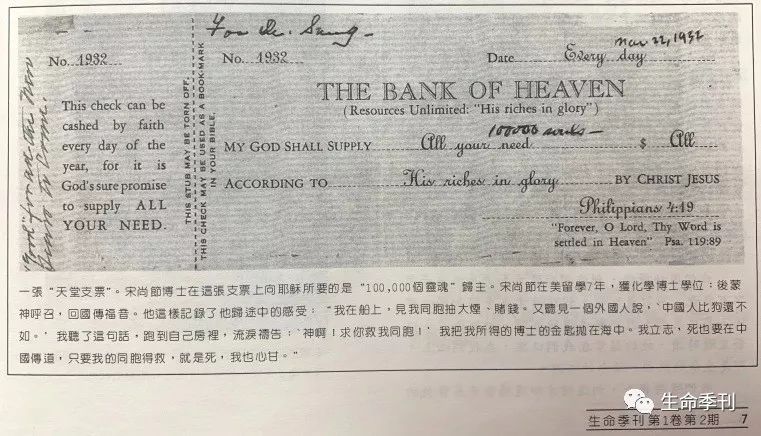 For Dr. Sung—
No. 1932
This check can be
cashed by faith
every day of the
year, for it is
God's sure promise
to supply ALL
YOUR NEED.
THIS STUB MAY BE TORN OFF.
THIS CHECK MAY BE USED AS A BOOK-MARK
IN YOUR BIBLE.
No. 1932
Date Every day
Mar 22, 1932
THE BANK OF HEAVEN
(Resources Unlimited: "His riches in glory")
100000 souls—
MY GOD SHALL SUPPLY All your need $ All
ACCORDING TO His riches in glory BY CHRIST JESUS
Philippians 4:19
"Forever, O Lord, Thy Word is
settled in Heaven" Psa. 119:89
一張“天堂支票”。宋尚節博士在這張支票上向耶穌所要的是“100,000個靈魂”歸主。宋尚節在美留學7年，獲化學博士學位；後蒙
神呼召，回國傳福音。他這樣記錄了他歸途中的感受：“我在船上，見我同胞抽大煙、賭錢。又聽見一個外國人說，‵中國人比狗還不
如。′我聽了這句話，跑到自己房裡，流淚禱告：‵神啊！求你救我同胞！′我把我所得的博士的金匙拋在海中。我立志，死也要在中
國傳道，只要我的同胞得救，就是死，我也心甘。”
生命季刊
生命季刊第1卷第2期 7